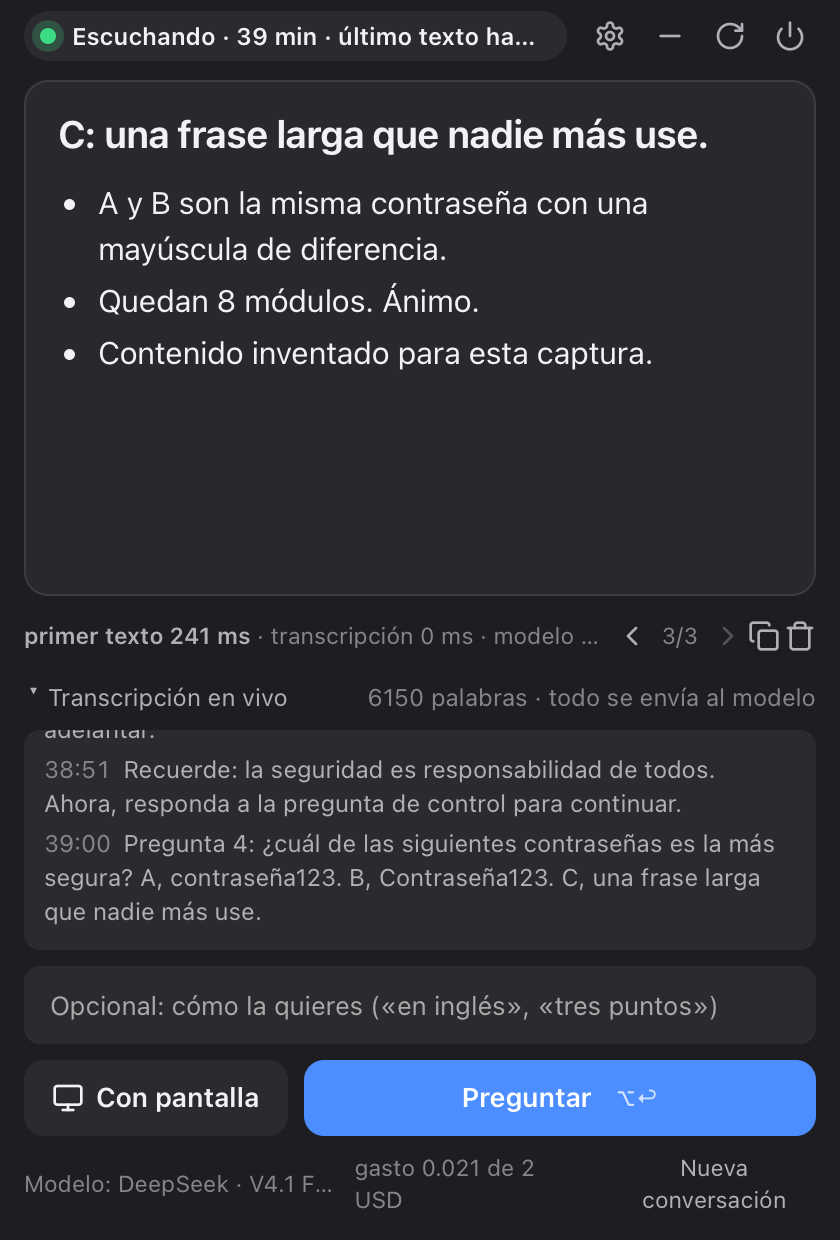 Escuchando · 39 min · último texto ha...
C: una frase larga que nadie más use.
• A y B son la misma contraseña con una
mayúscula de diferencia.
• Quedan 8 módulos. Ánimo.
• Contenido inventado para esta captura.
primer texto 241 ms · transcripción 0 ms · modelo ... 3/3
Transcripción en vivo 6150 palabras · todo se envía al modelo
adelantar.
38:51 Recuerde: la seguridad es responsabilidad de todos.
Ahora, responda a la pregunta de control para continuar.
39:00 Pregunta 4: ¿cuál de las siguientes contraseñas es la más
segura? A, contraseña123. B, Contraseña123. C, una frase larga
que nadie más use.
Opcional: cómo la quieres («en inglés», «tres puntos»)
Con pantalla Preguntar ⌥↩
Modelo: DeepSeek · V4.1 F... gasto 0.021 de 2
USD Nueva
conversación